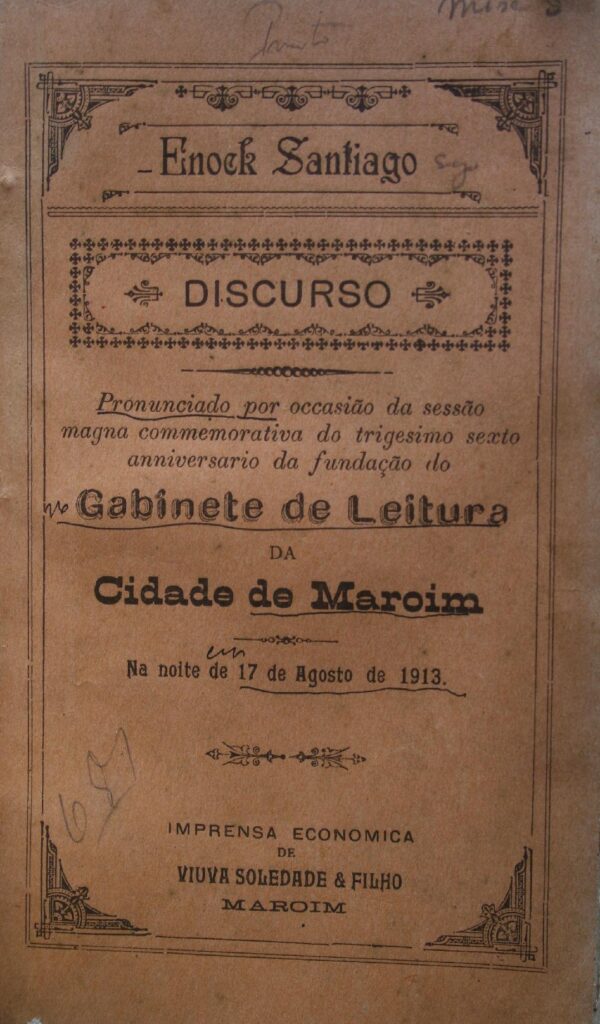 Enock Santiago
DISCURSO
Pronunciado por occasião da sessão
magna commemorativa do trigesimo sexto
anniversario da fundação do
no Gabinete de Leitura
DA
Cidade de Maroim
em
Na noite de 17 de Agosto de 1913.
IMPRENSA ECONOMICA
DE
VIUVA SOLEDADE & FILHO
MAROIM